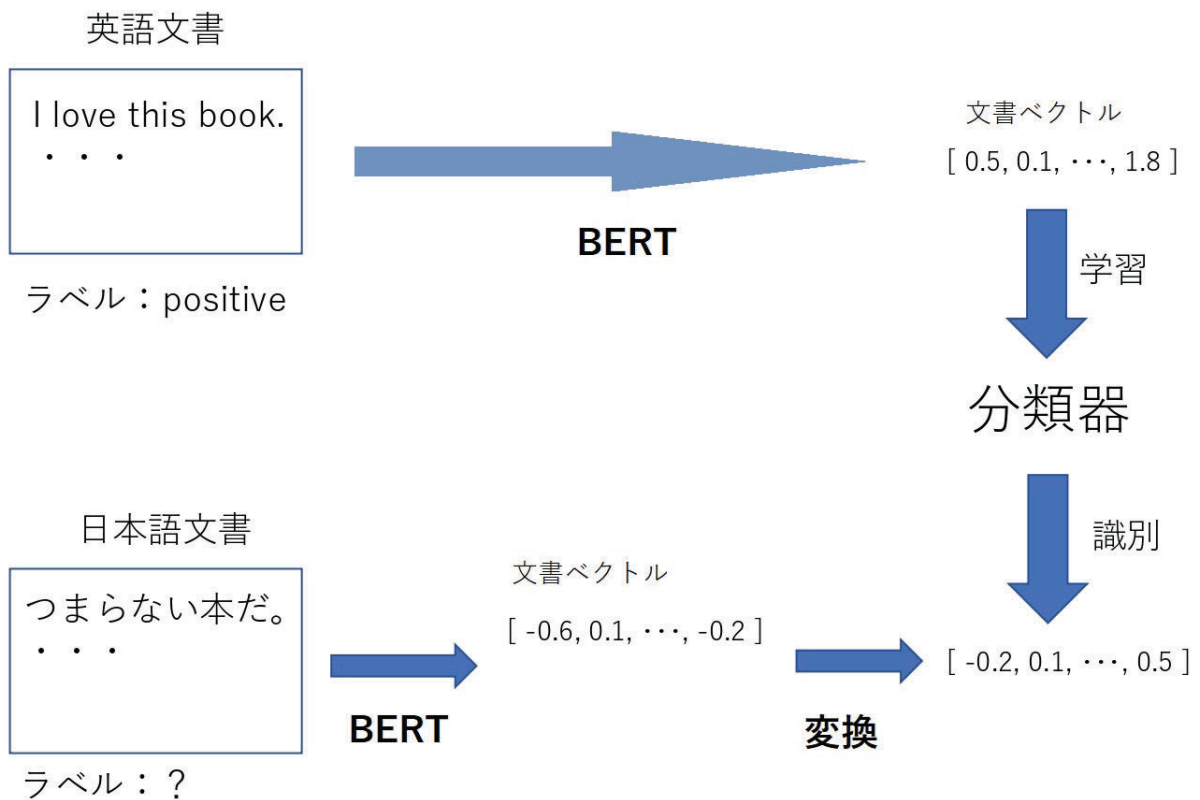 英語文書
I love this book.
・・・
ラベル：positive
BERT
文書ベクトル
[ 0.5, 0.1, ･･･, 1.8 ]
学習
分類器
識別
日本語文書
つまらない本だ。
・・・
ラベル：？
BERT
文書ベクトル
[ -0.6, 0.1, ･･･, -0.2 ]
変換
[ -0.2, 0.1, ･･･, 0.5 ]